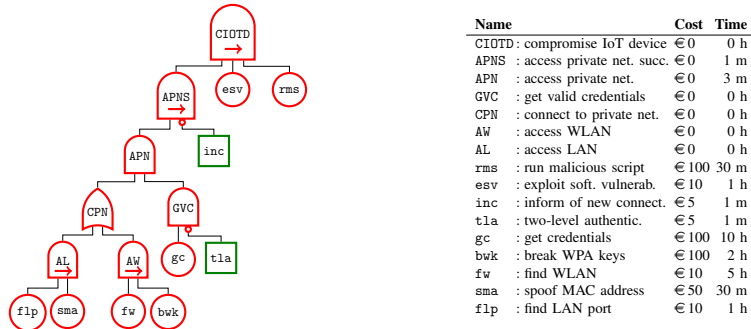 CIOTD
APNS
esv
rms
APN
inc
CPN
GVC
AL
AW
gc
tla
flp
sma
fw
bwk
Name Cost Time
CIOTD: compromise IoT device €0 0 h
APNS : access private net. succ. €0 1 m
APN : access private net. €0 3 m
GVC : get valid credentials €0 0 h
CPN : connect to private net. €0 0 h
AW : access WLAN €0 0 h
AL : access LAN €0 0 h
rms : run malicious script €100 30 m
esv : exploit soft. vulnerab. €10 1 h
inc : inform of new connect. €5 1 m
tla : two-level authentic. €5 1 m
gc : get credentials €100 10 h
bwk : break WPA keys €100 2 h
fw : find WLAN €10 5 h
sma : spoof MAC address €50 30 m
flp : find LAN port €10 1 h